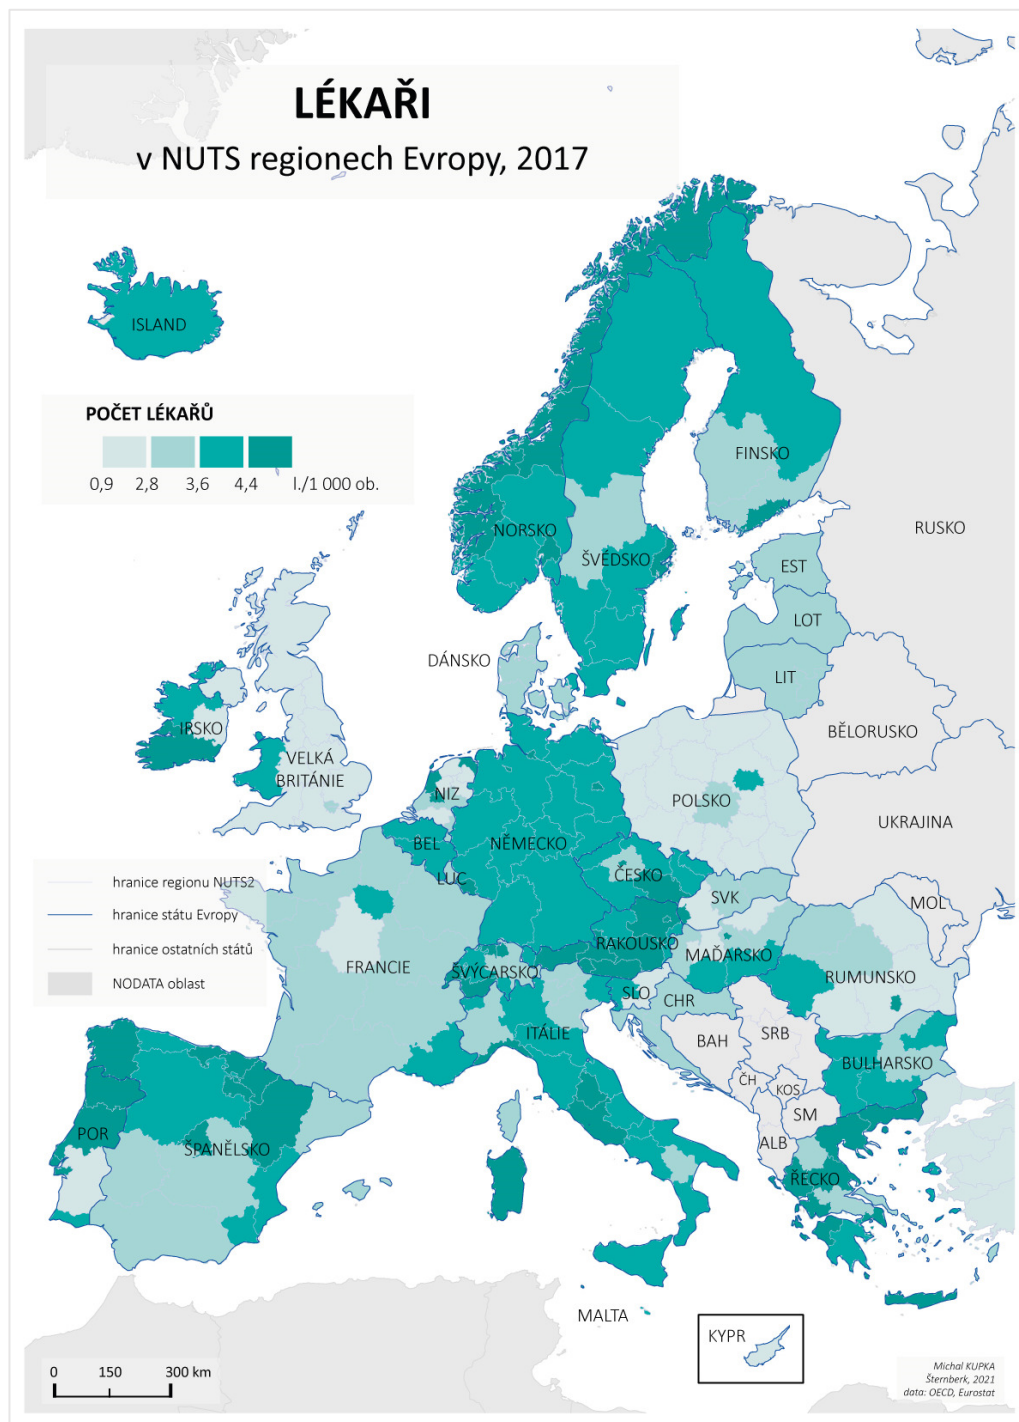 LÉKAŘI
v NUTS regionech Evropy, 2017
ISLAND
POČET LÉKAŘŮ
0,9 2,8 3,6 4,4 l./1 000 ob.
FINSKO
NORSKO
RUSKO
ŠVÉDSKO
EST
LOT
DÁNSKO
LIT
IRSKO
BĚLORUSKO
VELKÁ
BRITÁNIE
NIZ
POLSKO
UKRAJINA
BEL
NĚMECKO
LUC
ČESKO
SVK
MOL
hranice regionu NUTS2
hranice státu Evropy
hranice ostatních států
NODATA oblast
FRANCIE
ŠVÝCARSKO
RAKOUSKO
MAĎARSKO
RUMUNSKO
SLO
CHR
ITÁLIE
BAH
SRB
BULHARSKO
ČH
KOS
SM
ALB
POR
ŠPANĚLSKO
ŘECKO
MALTA
KYPR
0 150 300 km
Michal KUPKA
Šternberk, 2021
data: OECD, Eurostat